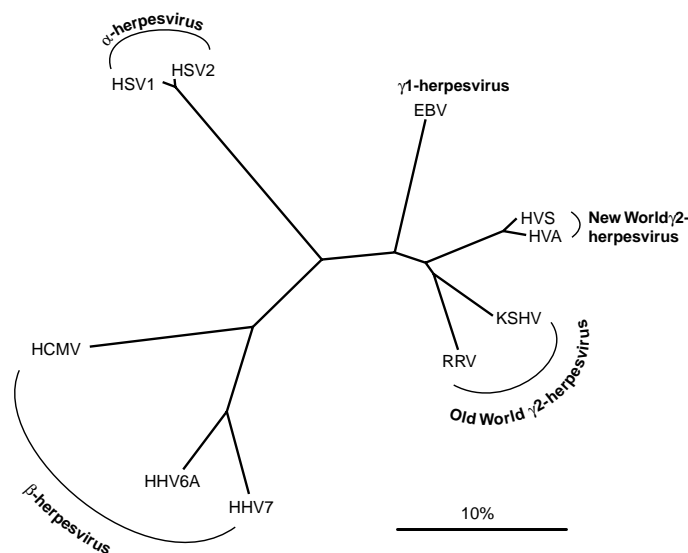 α-herpesvirus
HSV2
HSV1
γ1-herpesvirus
EBV
HVS
HVA
New Worldγ2-
herpesvirus
KSHV
RRV
Old World γ2-herpesvirus
HCMV
HHV6A
HHV7
β-herpesvirus
10%